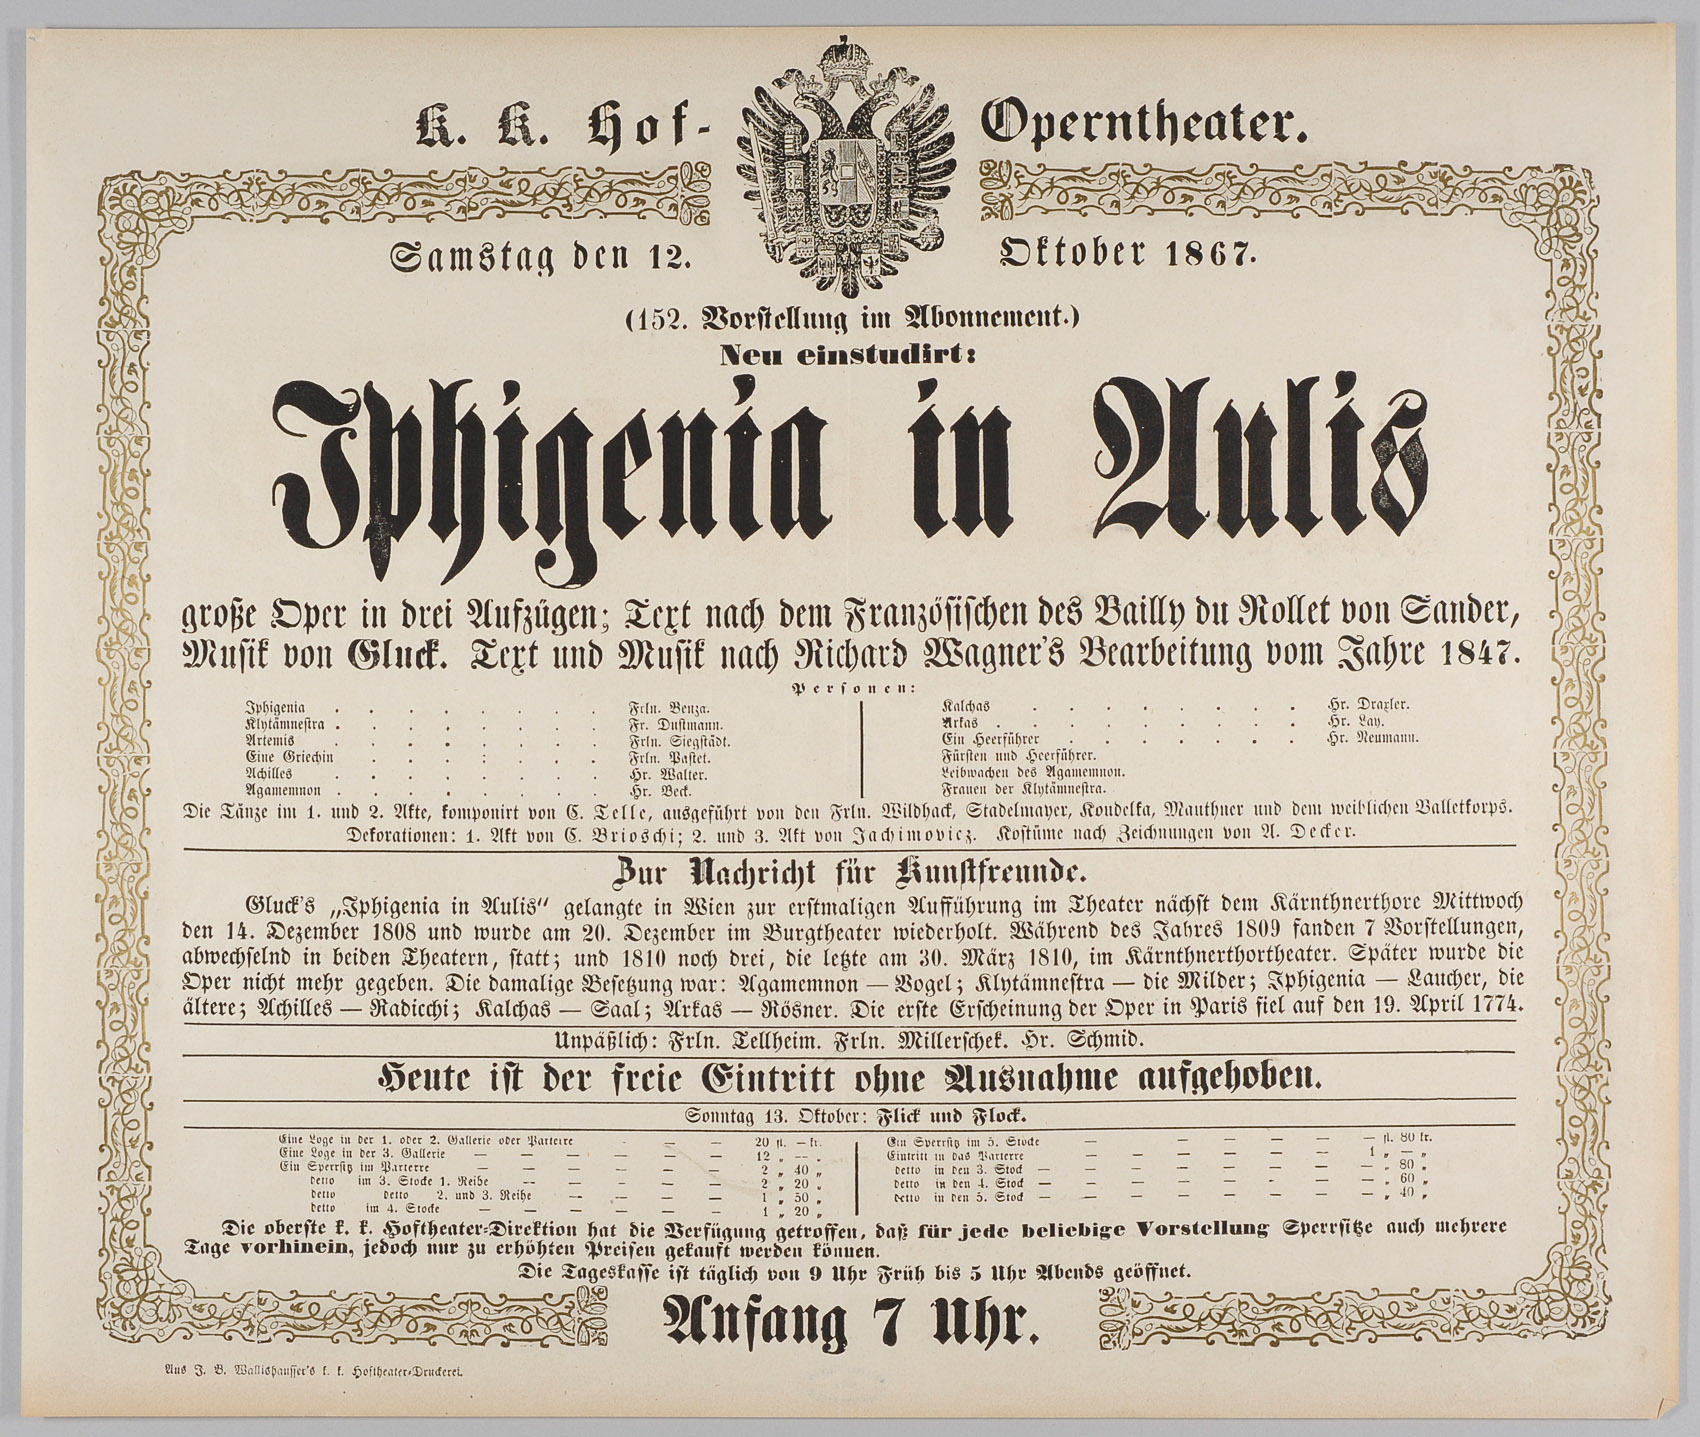 K. K. Hof-Operntheater.
Samstag den 12. Oktober 1867.
(152. Vorstellung im Abonnement.)
Neu einstudirt:
Iphigenia in Aulis
große Oper in drei Aufzügen; Text nach dem Französischen des Bailly du Rollet von Sander,
Musik von Gluck. Text und Musik nach Richard Wagner's Bearbeitung vom Jahre 1847.
Personen:
Iphigenia . . . . . . . . Frln. Benza.
Klytämnestra . . . . . . . . Fr. Dustmann.
Artemis . . . . . . . Frln. Siegstädt.
Eine Griechin . . . . . . . Frln. Pastet.
Achilles . . . . . . . Hr. Walter.
Agamemnon . . . . . . . Hr. Beck.
Kalchas . . . . . . . . Hr. Draxler.
Arkas . . . . . . . . . Hr. Lay.
Ein Heerführer . . . . . . . Hr. Neumann.
Fürsten und Heerführer.
Leibwachen des Agamemnon.
Frauen der Klytämnestra.
Die Tänze im 1. und 2. Akte, komponirt von C. Telle, ausgeführt von den Frln. Wildhack, Stadelmayer, Koudelka, Mauthner und dem weiblichen Balletkorps.
Dekorationen: 1. Akt von C. Brioschi; 2. und 3. Akt von Jachimovicz. Kostüme nach Zeichnungen von A. Decker.
Zur Nachricht für Kunstfreunde.
Gluck's „Iphigenia in Aulis“ gelangte in Wien zur erstmaligen Aufführung im Theater nächst dem Kärnthnerthore Mittwoch
den 14. Dezember 1808 und wurde am 20. Dezember im Burgtheater wiederholt. Während des Jahres 1809 fanden 7 Vorstellungen,
abwechselnd in beiden Theatern, statt; und 1810 noch drei, die letzte am 30. März 1810, im Kärnthnerthortheater. Später wurde die
Oper nicht mehr gegeben. Die damalige Besetzung war: Agamemnon — Vogel; Klytämnestra — die Milder; Iphigenia — Laucher, die
ältere; Achilles — Radicchi; Kalchas — Saal; Arkas — Rösner. Die erste Erscheinung der Oper in Paris fiel auf den 19. April 1774.
Unpäßlich: Frln. Tellheim. Frln. Millerschek. Hr. Schmid.
Heute ist der freie Eintritt ohne Ausnahme aufgehoben.
Sonntag 13. Oktober: Flick und Flock.
Eine Loge in der 1. oder 2. Gallerie oder Parterre - — — 20 fl. — kr.
Eine Loge in der 3. Gallerie — — — — — — 12 „ -- „
Ein Sperrsitz im Parterre — — — — — — 2 „ 40 „
detto im 3. Stocke 1. Reihe -- — — — — 2 „ 20 „
detto detto 2. und 3. Reihe — — — — 1 „ 50 „
detto im 4. Stocke — — — — — — 1 „ 20 „
Ein Sperrsitz im 5. Stocke — — — — — — fl. 80 kr.
Eintritt in das Parterre — — — — — 1 „ — „
detto in den 3. Stock — — — — — — — — „ 80 „
detto in den 4. Stock — — — — — — — — „ 60 „
detto in den 5. Stock — — — — — — — — „ 40 „
Die oberste k. k. Hoftheater-Direktion hat die Verfügung getroffen, daß für jede beliebige Vorstellung Sperrsitze auch mehrere
Tage vorhinein, jedoch nur zu erhöhten Preisen gekauft werden können.
Die Tageskasse ist täglich von 9 Uhr Früh bis 5 Uhr Abends geöffnet.
Anfang 7 Uhr.
Aus J. B. Wallishausser's k. k. Hoftheater-Druckerei.